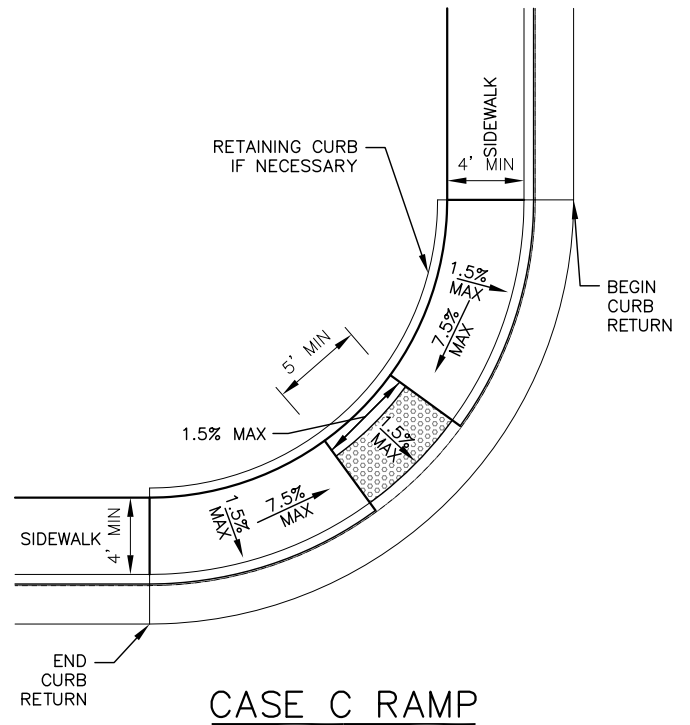 SIDEWALK
4' MIN
RETAINING CURB
IF NECESSARY
BEGIN
CURB
RETURN
1.5%
MAX
7.5%
MAX
5' MIN
1.5% MAX
1.5%
MAX
1.5%
MAX
7.5%
MAX
SIDEWALK
4' MIN
END
CURB
RETURN
CASE C RAMP